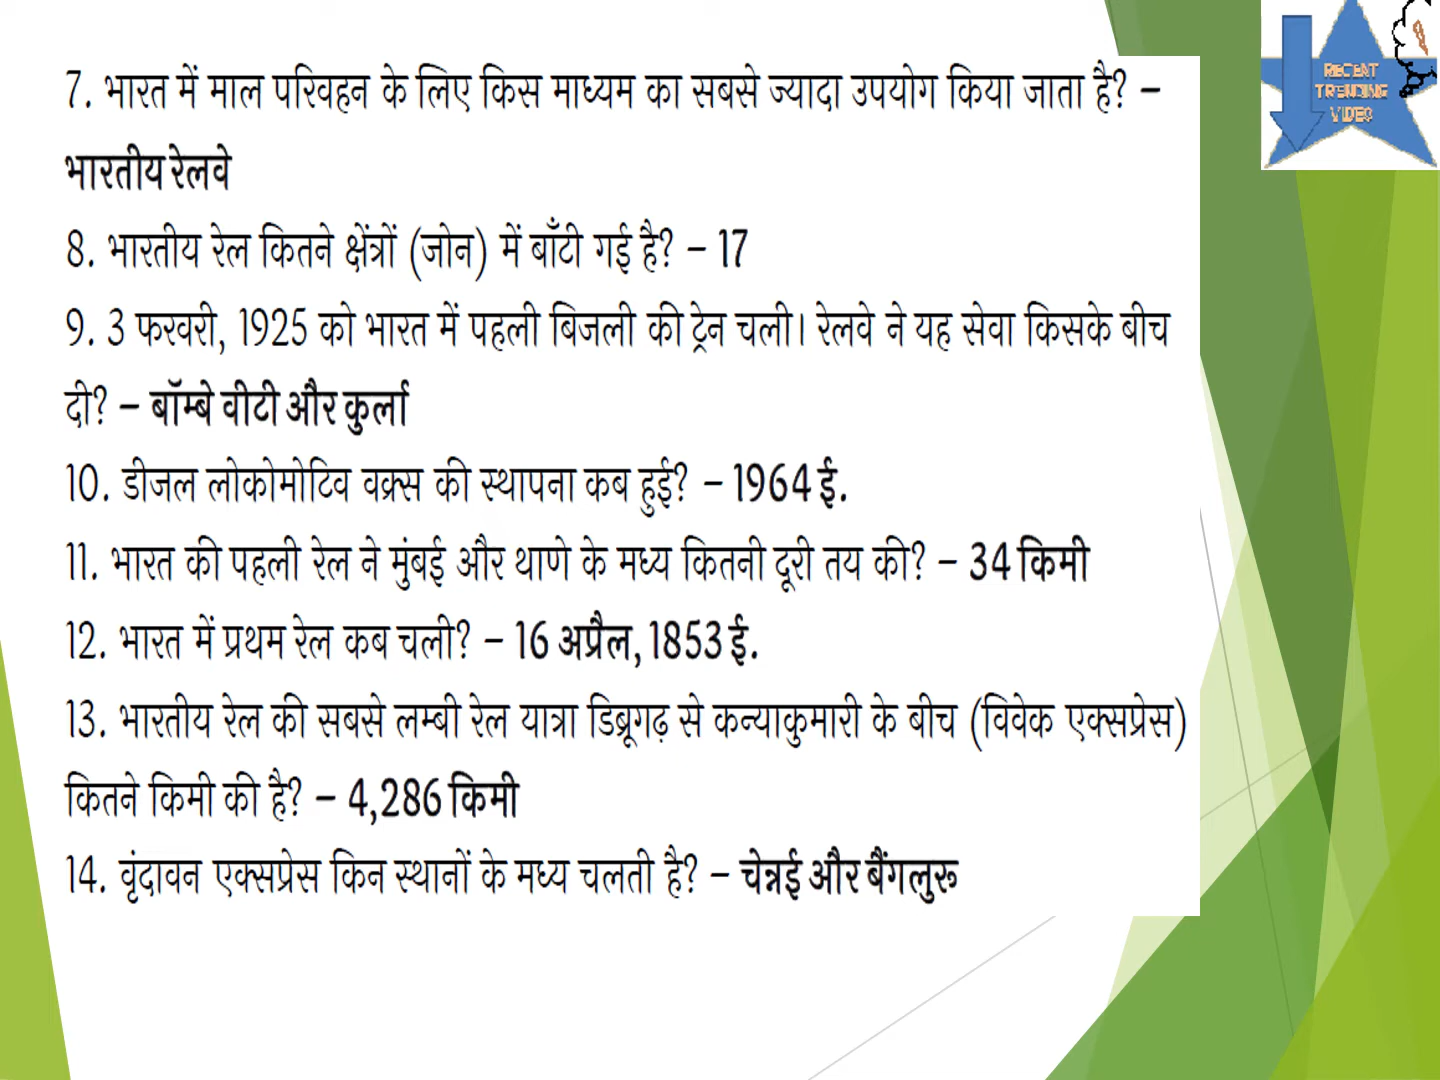 7. भारत में माल परिवहन के लिए किस माध्यम का सबसे ज्यादा उपयोग किया जाता है? –
भारतीय रेलवे
8. भारतीय रेल कितने क्षेंत्रों (जोन) में बाँटी गई है? – 17
9. 3 फरवरी, 1925 को भारत में पहली बिजली की ट्रेन चली। रेलवे ने यह सेवा किसके बीच
दी? – बॉम्बे वीटी और कुर्ला
10. डीजल लोकोमोटिव वक्र्स की स्थापना कब हुई? – 1964 ई.
11. भारत की पहली रेल ने मुंबई और थाणे के मध्य कितनी दूरी तय की? – 34 किमी
12. भारत में प्रथम रेल कब चली? – 16 अप्रैल, 1853 ई.
13. भारतीय रेल की सबसे लम्बी रेल यात्रा डिब्रूगढ़ से कन्याकुमारी के बीच (विवेक एक्सप्रेस)
कितने किमी की है? – 4,286 किमी
14. वृंदावन एक्सप्रेस किन स्थानों के मध्य चलती है? – चेन्नई और बैंगलुरू
RECENT
TRENDING
VIDEO